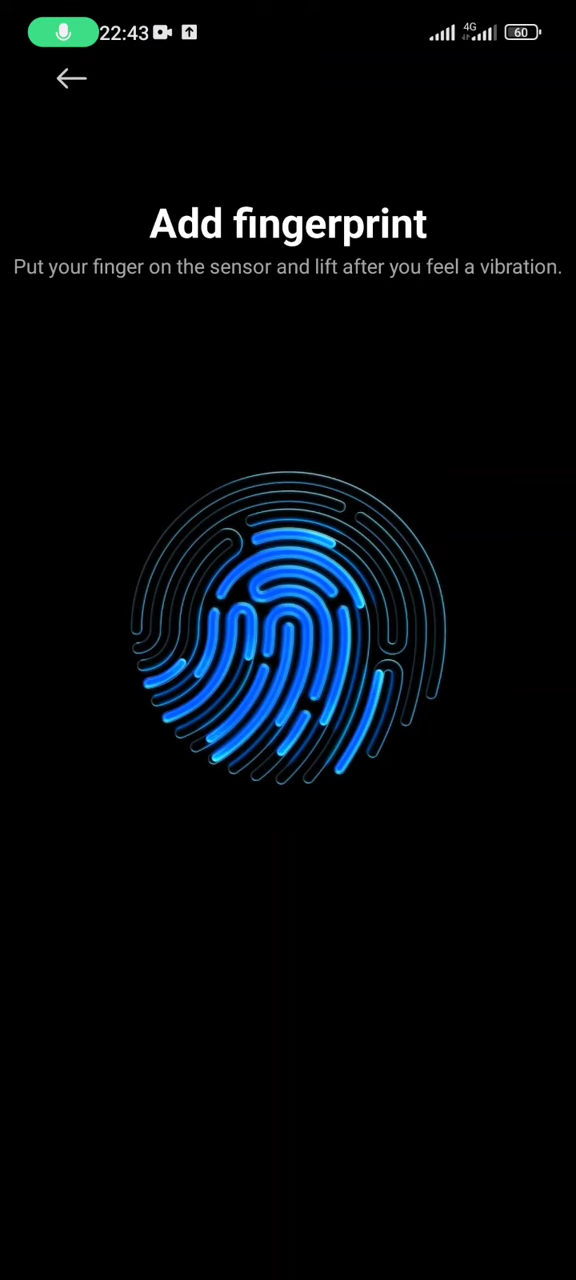 22:43
4G
60
Add fingerprint
Put your finger on the sensor and lift after you feel a vibration.